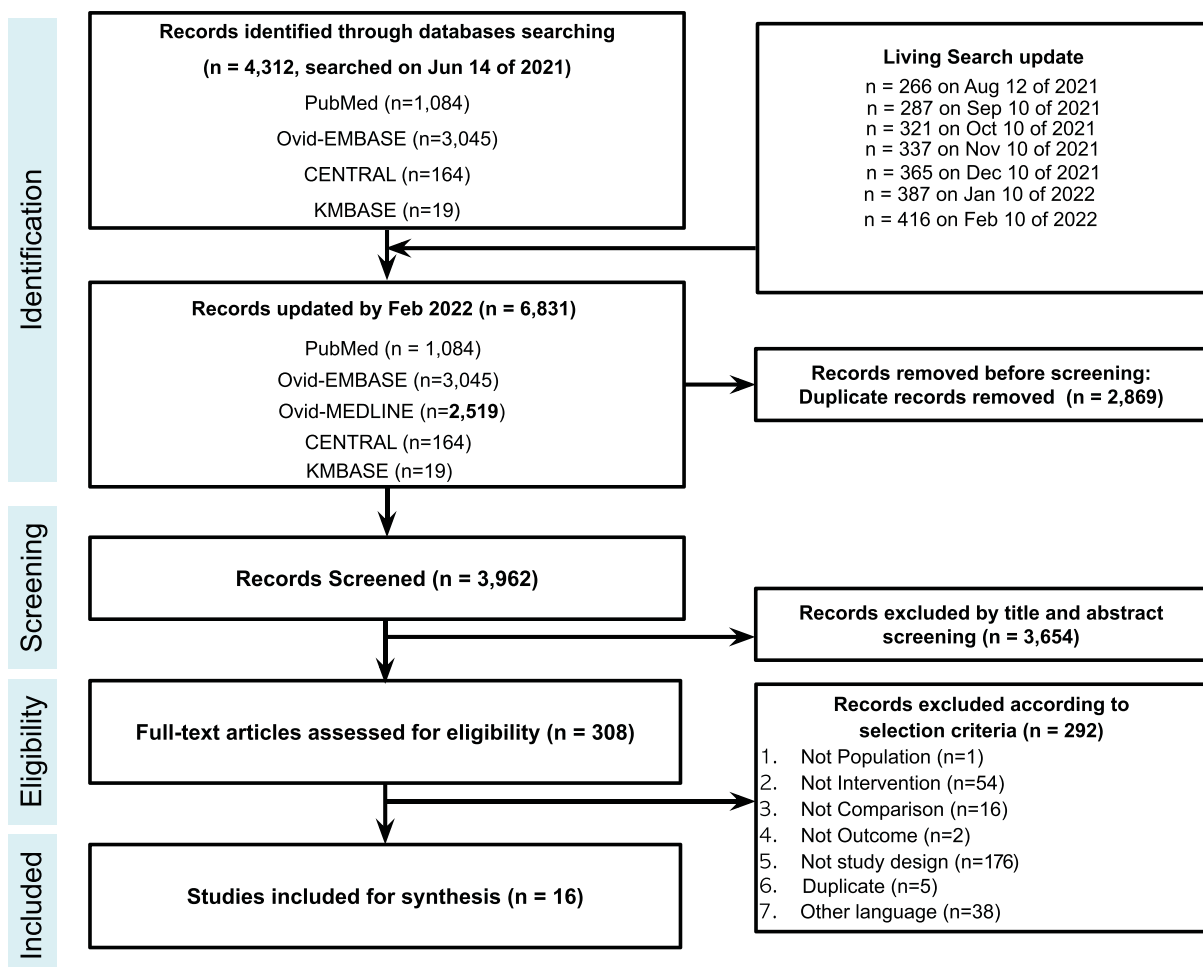 Identification
Records identified through databases searching
(n = 4,312, searched on Jun 14 of 2021)
PubMed (n=1,084)
Ovid-EMBASE (n=3,045)
CENTRAL (n=164)
KMBASE (n=19)
Living Search update
n = 266 on Aug 12 of 2021
n = 287 on Sep 10 of 2021
n = 321 on Oct 10 of 2021
n = 337 on Nov 10 of 2021
n = 365 on Dec 10 of 2021
n = 387 on Jan 10 of 2022
n = 416 on Feb 10 of 2022
Records updated by Feb 2022 (n = 6,831)
PubMed (n = 1,084)
Ovid-EMBASE (n=3,045)
Ovid-MEDLINE (n=2,519)
CENTRAL (n=164)
KMBASE (n=19)
Records removed before screening:
Duplicate records removed (n = 2,869)
Screening
Records Screened (n = 3,962)
Records excluded by title and abstract
screening (n = 3,654)
Eligibility
Full-text articles assessed for eligibility (n = 308)
Records excluded according to
selection criteria (n = 292)
1. Not Population (n=1)
2. Not Intervention (n=54)
3. Not Comparison (n=16)
4. Not Outcome (n=2)
5. Not study design (n=176)
6. Duplicate (n=5)
7. Other language (n=38)
Included
Studies included for synthesis (n = 16)